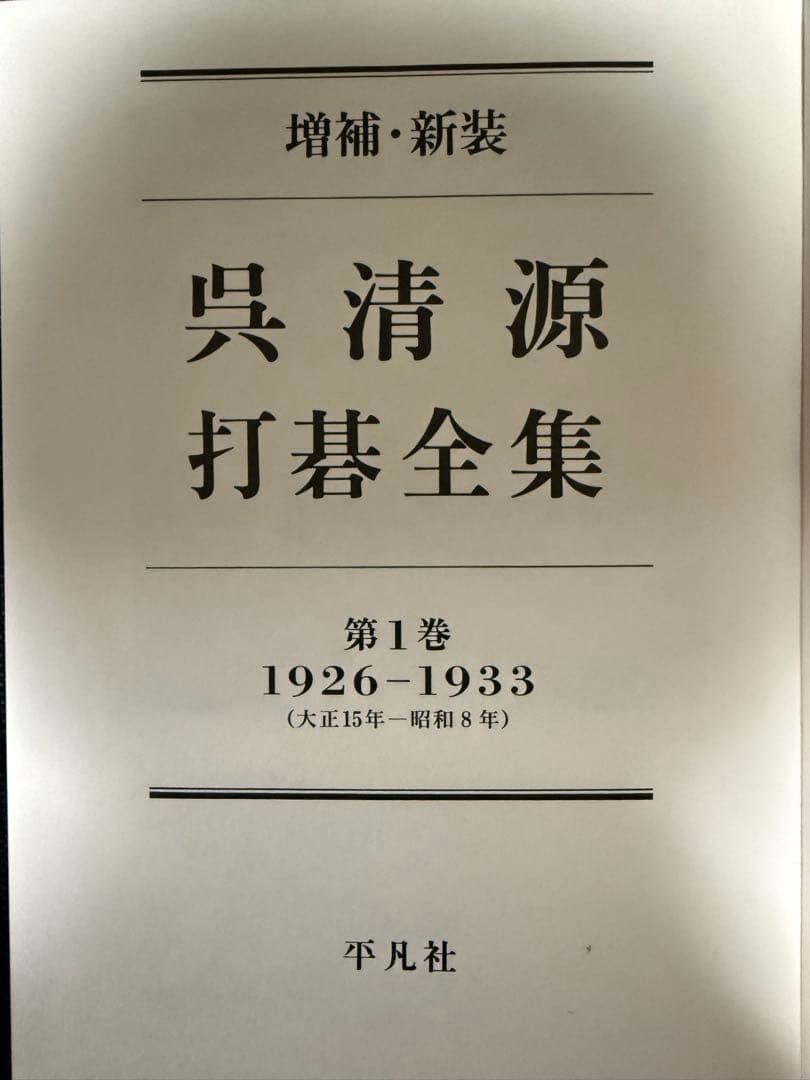 増補・新装
呉清源
打碁全集
第1巻
1926−1933
（大正15年―昭和8年）
平凡社